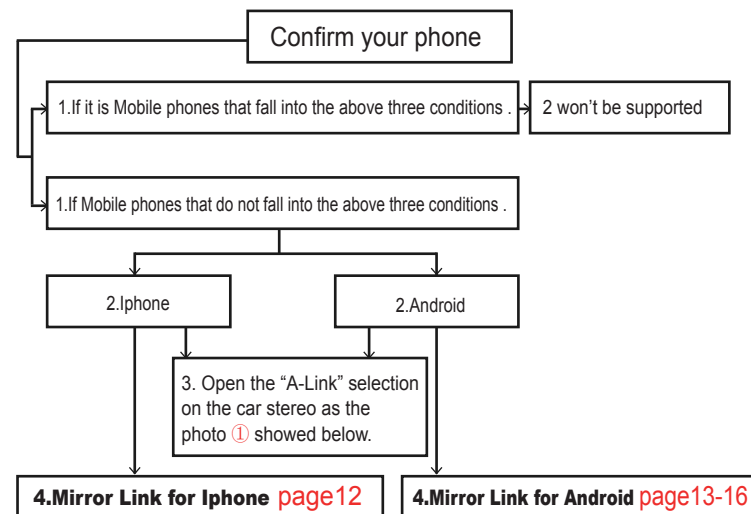 Confirm your phone
1.If it is Mobile phones that fall into the above three conditions .
2 won’t be supported
1.If Mobile phones that do not fall into the above three conditions .
2.Iphone
2.Android
3. Open the “A-Link” selection
on the car stereo as the
photo ① showed below.
4.Mirror Link for Iphone page12
4.Mirror Link for Android page13-16